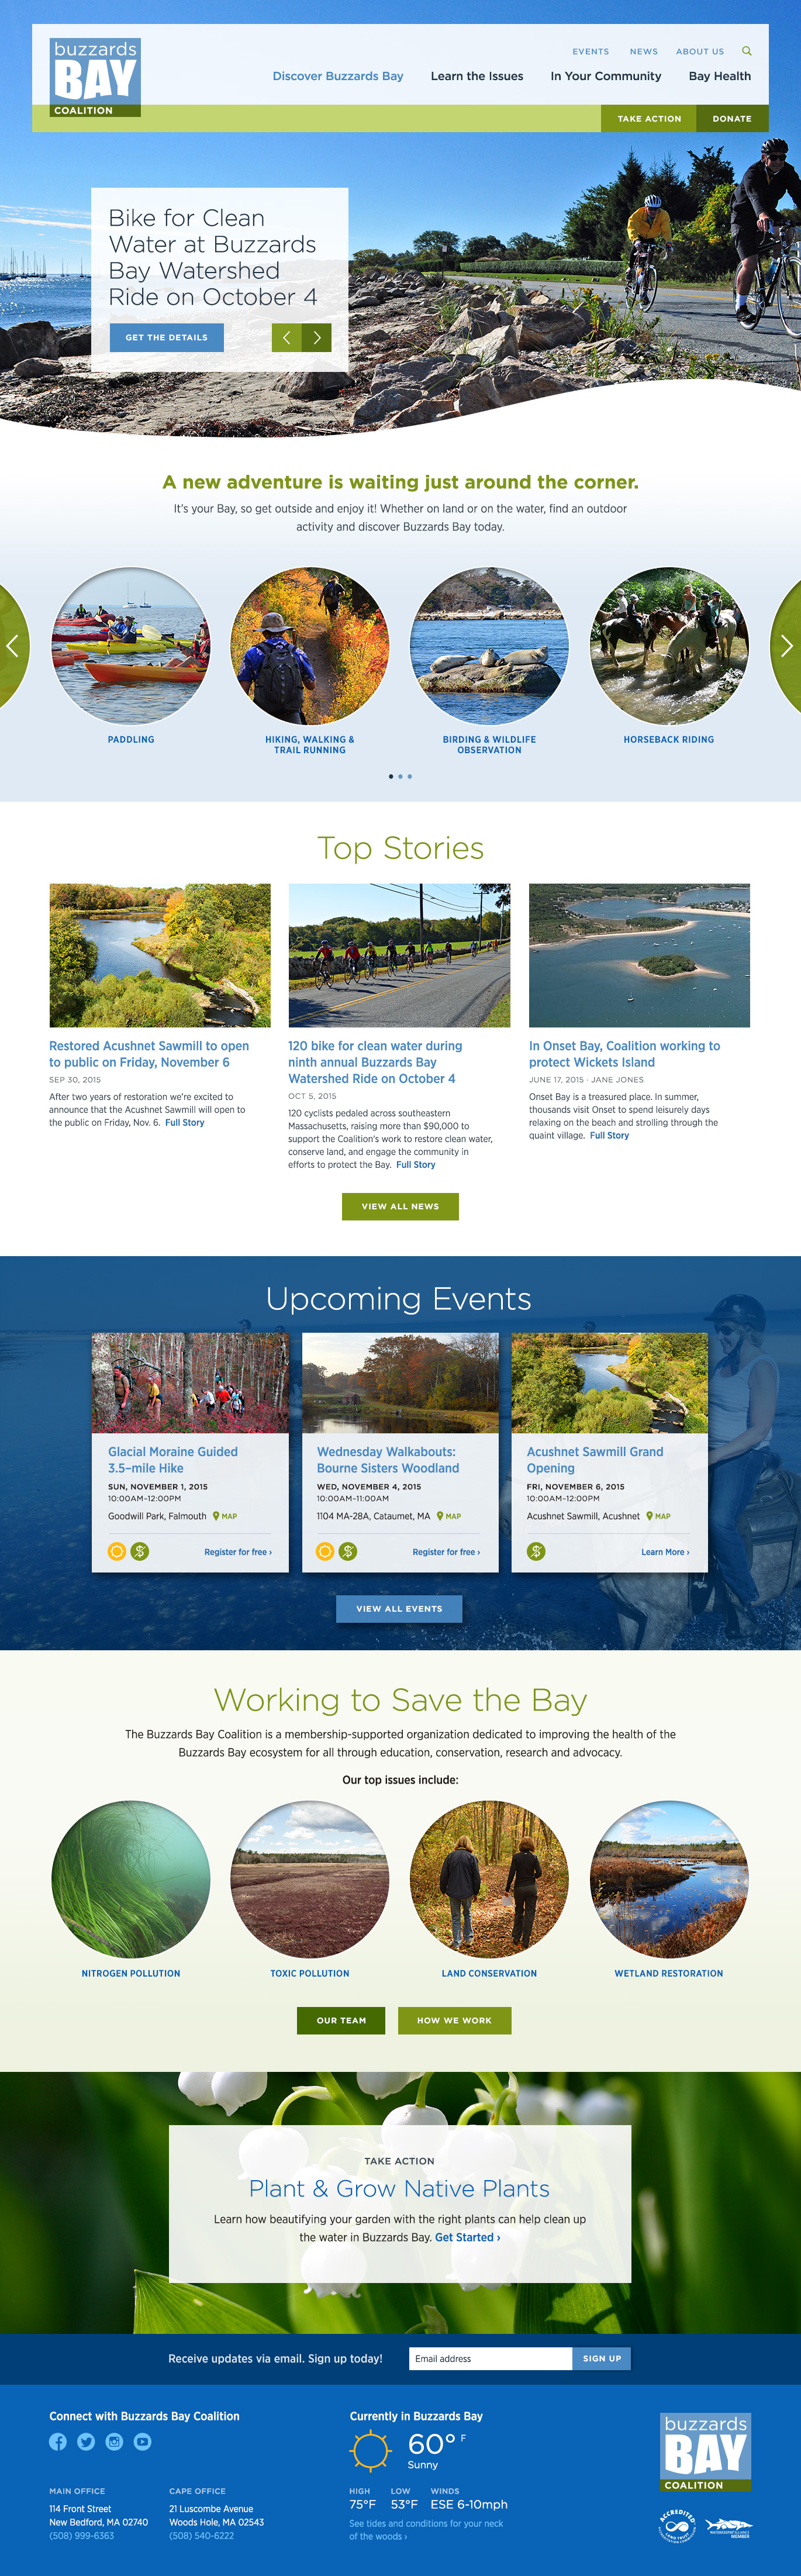 buzzards
BAY
COALITION
EVENTS NEWS ABOUT US
Discover Buzzards Bay Learn the Issues In Your Community Bay Health
TAKE ACTION DONATE
Bike for Clean
Water at Buzzards
Bay Watershed
Ride on October 4
GET THE DETAILS
A new adventure is waiting just around the corner.
It's your Bay, so get outside and enjoy it! Whether on land or on the water, find an outdoor
activity and discover Buzzards Bay today.
PADDLING
HIKING, WALKING &
TRAIL RUNNING
BIRDING & WILDLIFE
OBSERVATION
HORSEBACK RIDING
Top Stories
Restored Acushnet Sawmill to open
to public on Friday, November 6
SEP 30, 2015
After two years of restoration we're excited to
announce that the Acushnet Sawmill will open to
the public on Friday, Nov. 6. Full Story
120 bike for clean water during
ninth annual Buzzards Bay
Watershed Ride on October 4
OCT 5, 2015
120 cyclists pedaled across southeastern
Massachusetts, raising more than $90,000 to
support the Coalition's work to restore clean water,
conserve land, and engage the community in
efforts to protect the Bay. Full Story
In Onset Bay, Coalition working to
protect Wickets Island
JUNE 17, 2015 · JANE JONES
Onset Bay is a treasured place. In summer,
thousands visit Onset to spend leisurely days
relaxing on the beach and strolling through the
quaint village. Full Story
VIEW ALL NEWS
Upcoming Events
Glacial Moraine Guided
3.5–mile Hike
SUN, NOVEMBER 1, 2015
10:00AM–12:00PM
Goodwill Park, Falmouth MAP
$ Register for free ›
Wednesday Walkabouts:
Bourne Sisters Woodland
WED, NOVEMBER 4, 2015
10:00AM–11:00AM
1104 MA-28A, Cataumet, MA MAP
$ Register for free ›
Acushnet Sawmill Grand
Opening
FRI, NOVEMBER 6, 2015
10:00AM–12:00PM
Acushnet Sawmill, Acushnet MAP
$ Learn More ›
VIEW ALL EVENTS
Working to Save the Bay
The Buzzards Bay Coalition is a membership-supported organization dedicated to improving the health of the
Buzzards Bay ecosystem for all through education, conservation, research and advocacy.
Our top issues include:
NITROGEN POLLUTION
TOXIC POLLUTION
LAND CONSERVATION
WETLAND RESTORATION
OUR TEAM HOW WE WORK
TAKE ACTION
Plant & Grow Native Plants
Learn how beautifying your garden with the right plants can help clean up
the water in Buzzards Bay. Get Started ›
Receive updates via email. Sign up today! Email address SIGN UP
Connect with Buzzards Bay Coalition
MAIN OFFICE
114 Front Street
New Bedford, MA 02740
(508) 999-6363
CAPE OFFICE
21 Luscombe Avenue
Woods Hole, MA 02543
(508) 540-6222
Currently in Buzzards Bay
60° F
Sunny
HIGH LOW WINDS
75°F 53°F ESE 6-10mph
See tides and conditions for your neck
of the woods ›
buzzards
BAY
COALITION
ACCREDITED
MEMBER